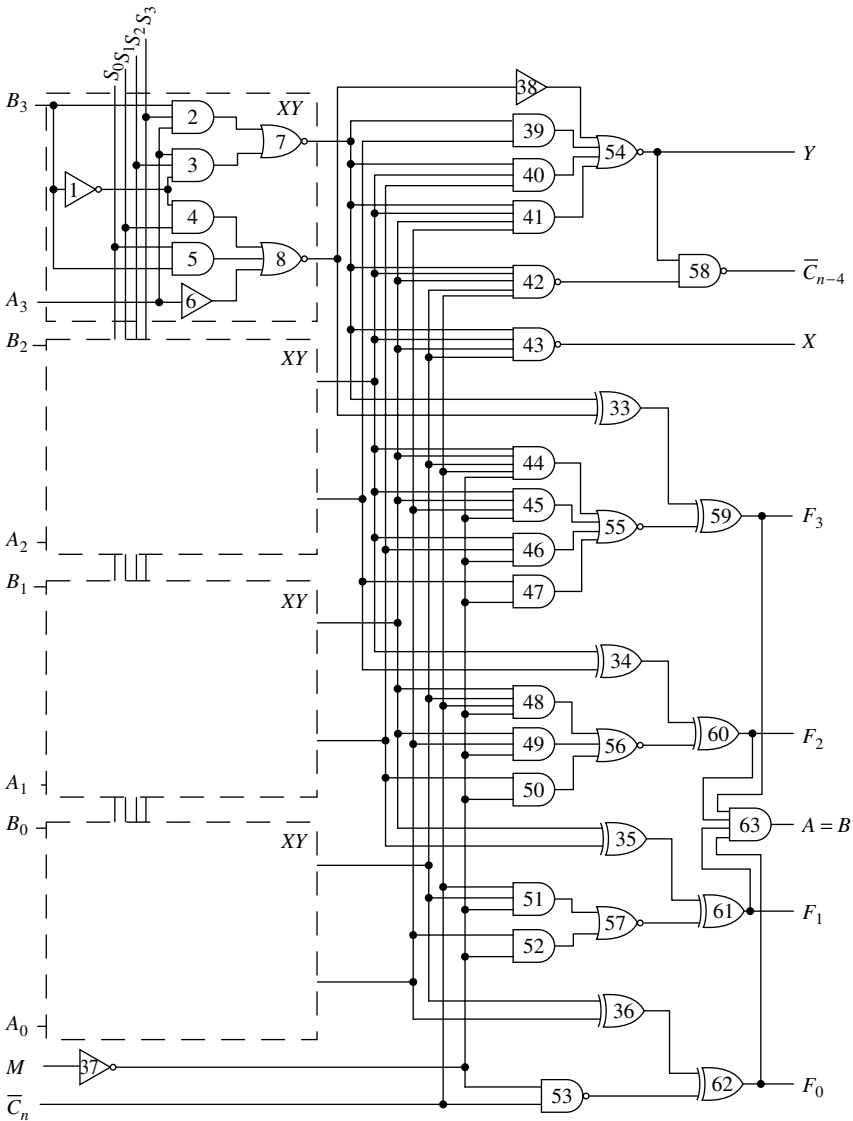 S₀ S₁ S₂ S₃
B₃
XY
2
38
7
39
54
Y
3
40
1
4
41
5
8
42
58
C̅ₙ₋₄
A₃
6
B₂
XY
43
X
33
44
45
59
F₃
55
A₂
46
B₁
XY
47
34
48
60
F₂
49
56
A₁
50
B₀
XY
35
63
A = B
51
61
F₁
57
52
36
A₀
M
37
62
F₀
53
C̅ₙ